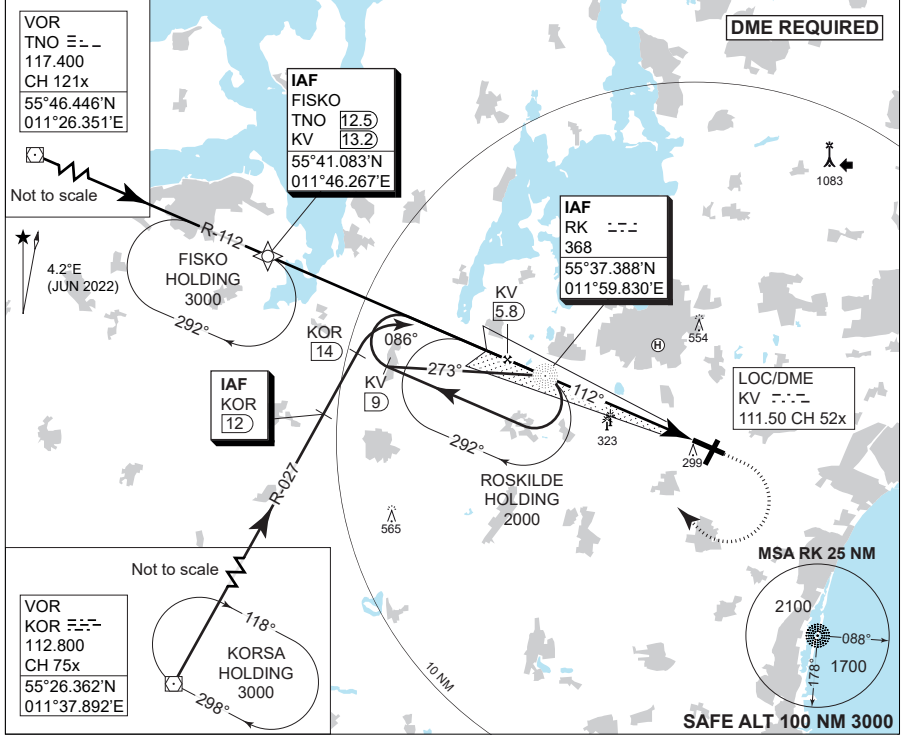 VOR
TNO
117.400
CH 121x
55°46.446'N
011°26.351'E
Not to scale
DME REQUIRED
IAF
FISKO
TNO 12.5
KV 13.2
55°41.083'N
011°46.267'E
1083
R-112
4.2°E
(JUN 2022)
FISKO
HOLDING
3000
292°
IAF
RK
368
55°37.388'N
011°59.830'E
KV
5.8
554
H
KOR
14
086°
KV
9
273°
112°
IAF
KOR
12
LOC/DME
KV
111.50 CH 52x
323
299
292°
ROSKILDE
HOLDING
2000
R-027
565
Not to scale
MSA RK 25 NM
2100
088°
178°
1700
VOR
KOR
112.800
CH 75x
55°26.362'N
011°37.892'E
118°
KORSA
HOLDING
3000
298°
10 NM
SAFE ALT 100 NM 3000